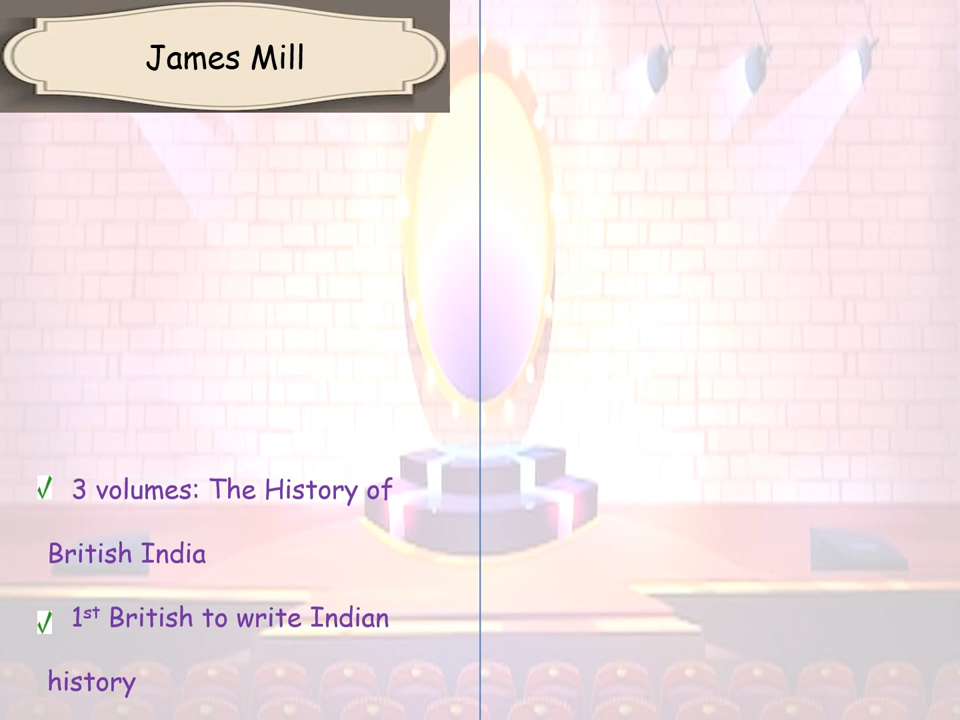 James Mill
✓ 3 volumes: The History of
British India
✓ 1st British to write Indian
history